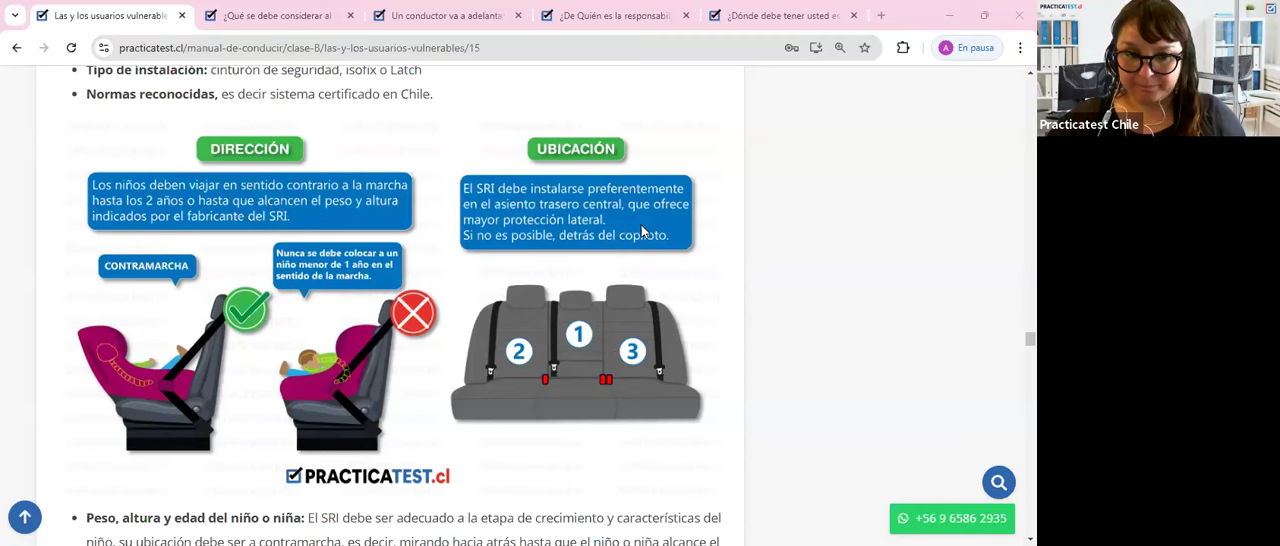 Las y los usuarios vulnerable
¿Qué se debe considerar al
Un conductor va a adelanta
¿De Quién es la responsabil
¿Dónde debe tener usted es
practicatest.cl/manual-de-conducir/clase-B/las-y-los-usuarios-vulnerables/15
A
En pausa
Tipo de instalación: cinturón de seguridad, isofix o Latch
Normas reconocidas, es decir sistema certificado en Chile.
DIRECCIÓN
Los niños deben viajar en sentido contrario a la marcha
hasta los 2 años o hasta que alcancen el peso y altura
indicados por el fabricante del SRI.
CONTRAMARCHA
Nunca se debe colocar a un
niño menor de 1 año en el
sentido de la marcha.
UBICACIÓN
El SRI debe instalarse preferentemente
en el asiento trasero central, que ofrece
mayor protección lateral.
Si no es posible, detrás del copiloto.
2
1
3
PRACTICATEST.cl
Peso, altura y edad del niño o niña: El SRI debe ser adecuado a la etapa de crecimiento y características del
niño, su ubicación debe ser a contramarcha, es decir, mirando hacia atrás hasta que el niño o niña alcance el
+56 9 6586 2935
PRACTICATEST.cl
Practicatest Chile